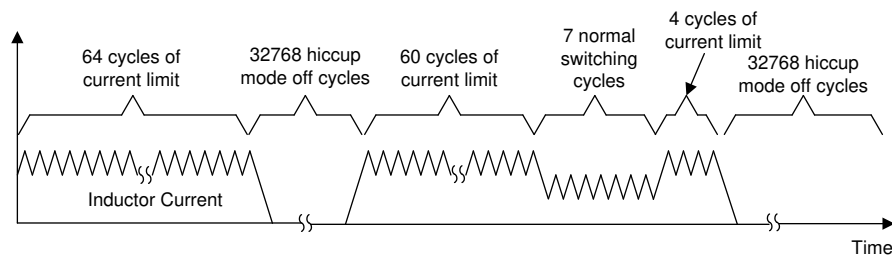 64 cycles of
current limit
32768 hiccup
mode off cycles
60 cycles of
current limit
7 normal
switching
cycles
4 cycles of
current limit
32768 hiccup
mode off cycles
Inductor Current
Time